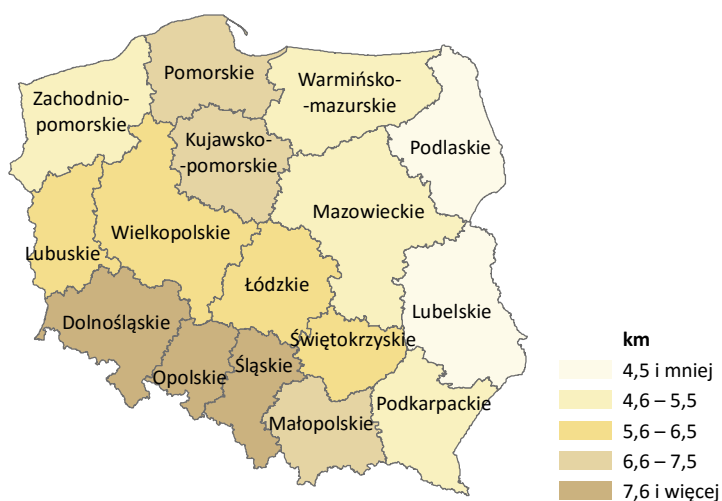 Pomorskie
Warmińsko-
-mazurskie
Zachodnio-
pomorskie
Kujawsko-
-pomorskie
Podlaskie
Mazowieckie
Wielkopolskie
Lubuskie
Łódzkie
Lubelskie
Dolnośląskie
Świętokrzyskie
Opolskie
Śląskie
Podkarpackie
Małopolskie
km
4,5 i mniej
4,6 – 5,5
5,6 – 6,5
6,6 – 7,5
7,6 i więcej